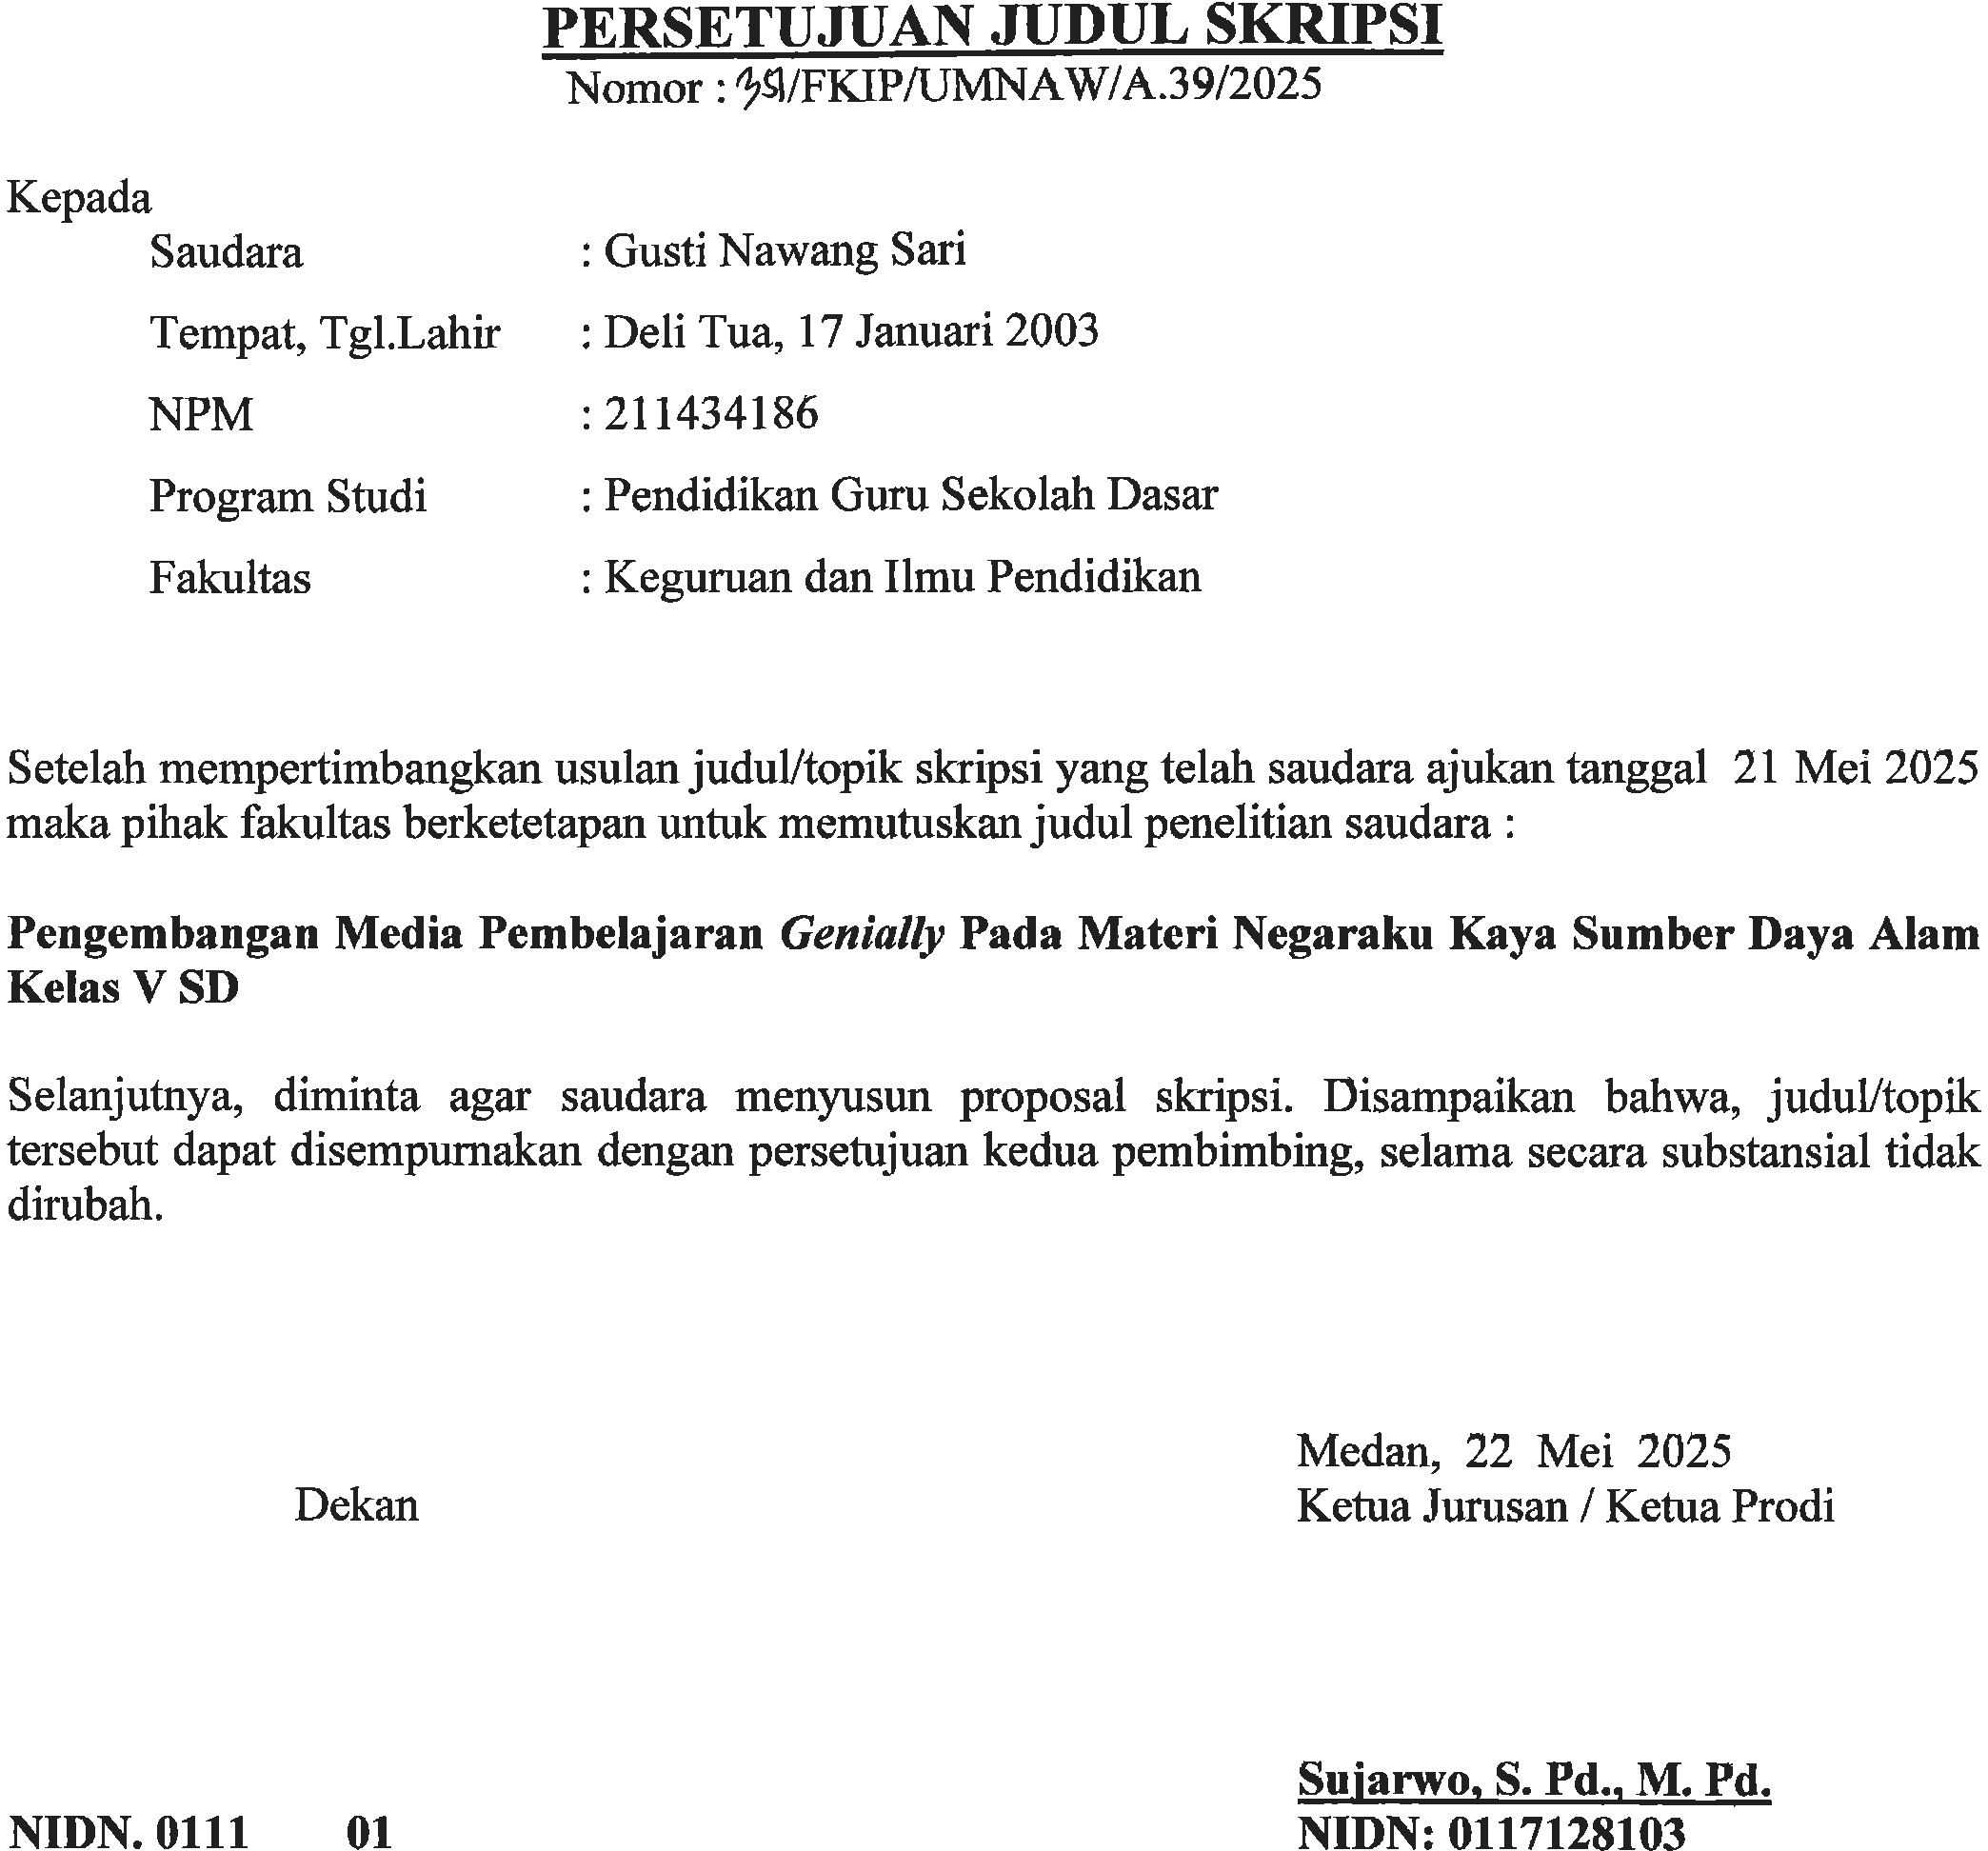 PERSETUJUAN JUDUL SKRIPSI
Nomor : 351/FKIP/UMNAW/A.39/2025
Kepada
Saudara : Gusti Nawang Sari
Tempat, Tgl.Lahir : Deli Tua, 17 Januari 2003
NPM : 211434186
Program Studi : Pendidikan Guru Sekolah Dasar
Fakultas : Keguruan dan Ilmu Pendidikan
Setelah mempertimbangkan usulan judul/topik skripsi yang telah saudara ajukan tanggal 21 Mei 2025
maka pihak fakultas berketetapan untuk memutuskan judul penelitian saudara :
Pengembangan Media Pembelajaran Genially Pada Materi Negaraku Kaya Sumber Daya Alam
Kelas V SD
Selanjutnya, diminta agar saudara menyusun proposal skripsi. Disampaikan bahwa, judul/topik
tersebut dapat disempurnakan dengan persetujuan kedua pembimbing, selama secara substansial tidak
dirubah.
Medan, 22 Mei 2025
Dekan Ketua Jurusan / Ketua Prodi
Sujarwo, S. Pd., M. Pd.
NIDN. 0111 01 NIDN: 0117128103